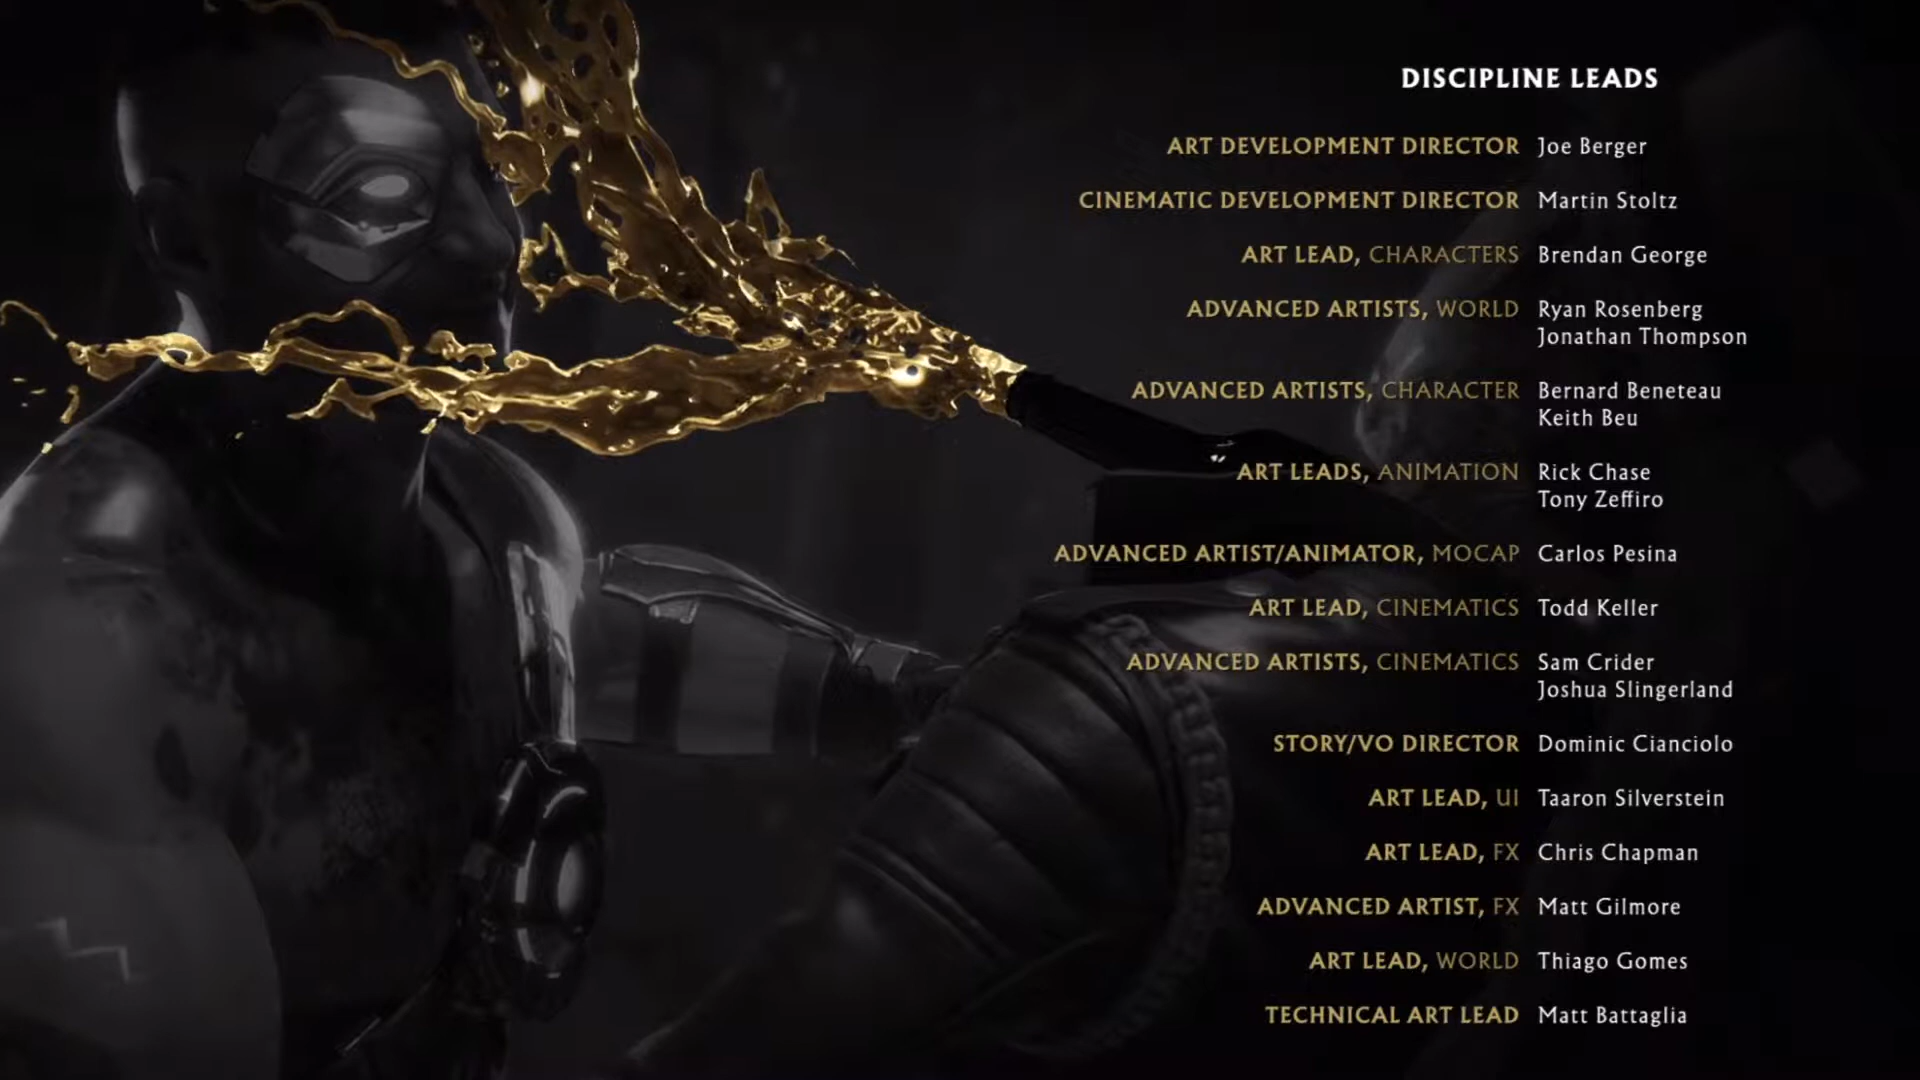 DISCIPLINE LEADS
ART DEVELOPMENT DIRECTOR Joe Berger
CINEMATIC DEVELOPMENT DIRECTOR Martin Stoltz
ART LEAD, CHARACTERS Brendan George
ADVANCED ARTISTS, WORLD Ryan Rosenberg
Jonathan Thompson
ADVANCED ARTISTS, CHARACTER Bernard Beneteau
Keith Beu
ART LEADS, ANIMATION Rick Chase
Tony Zeffiro
ADVANCED ARTIST/ANIMATOR, MOCAP Carlos Pesina
ART LEAD, CINEMATICS Todd Keller
ADVANCED ARTISTS, CINEMATICS Sam Crider
Joshua Slingerland
STORY/VO DIRECTOR Dominic Cianciolo
ART LEAD, UI Taaron Silverstein
ART LEAD, FX Chris Chapman
ADVANCED ARTIST, FX Matt Gilmore
ART LEAD, WORLD Thiago Gomes
TECHNICAL ART LEAD Matt Battaglia